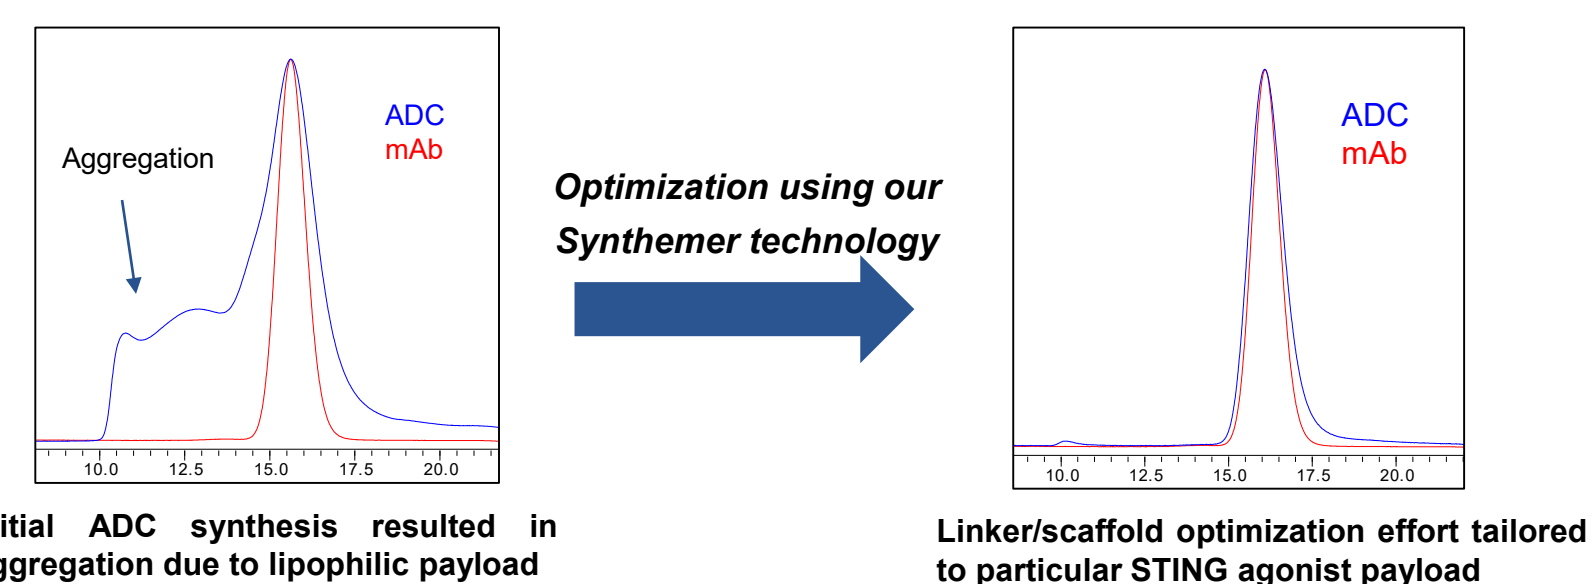 ADC
mAb
Aggregation
10.0 12.5 15.0 17.5 20.0
itial ADC synthesis resulted in
ggregation due to lipophilic payload
Optimization using our
Synthemer technology
ADC
mAb
10.0 12.5 15.0 17.5 20.0
Linker/scaffold optimization effort tailored
to particular STING agonist payload